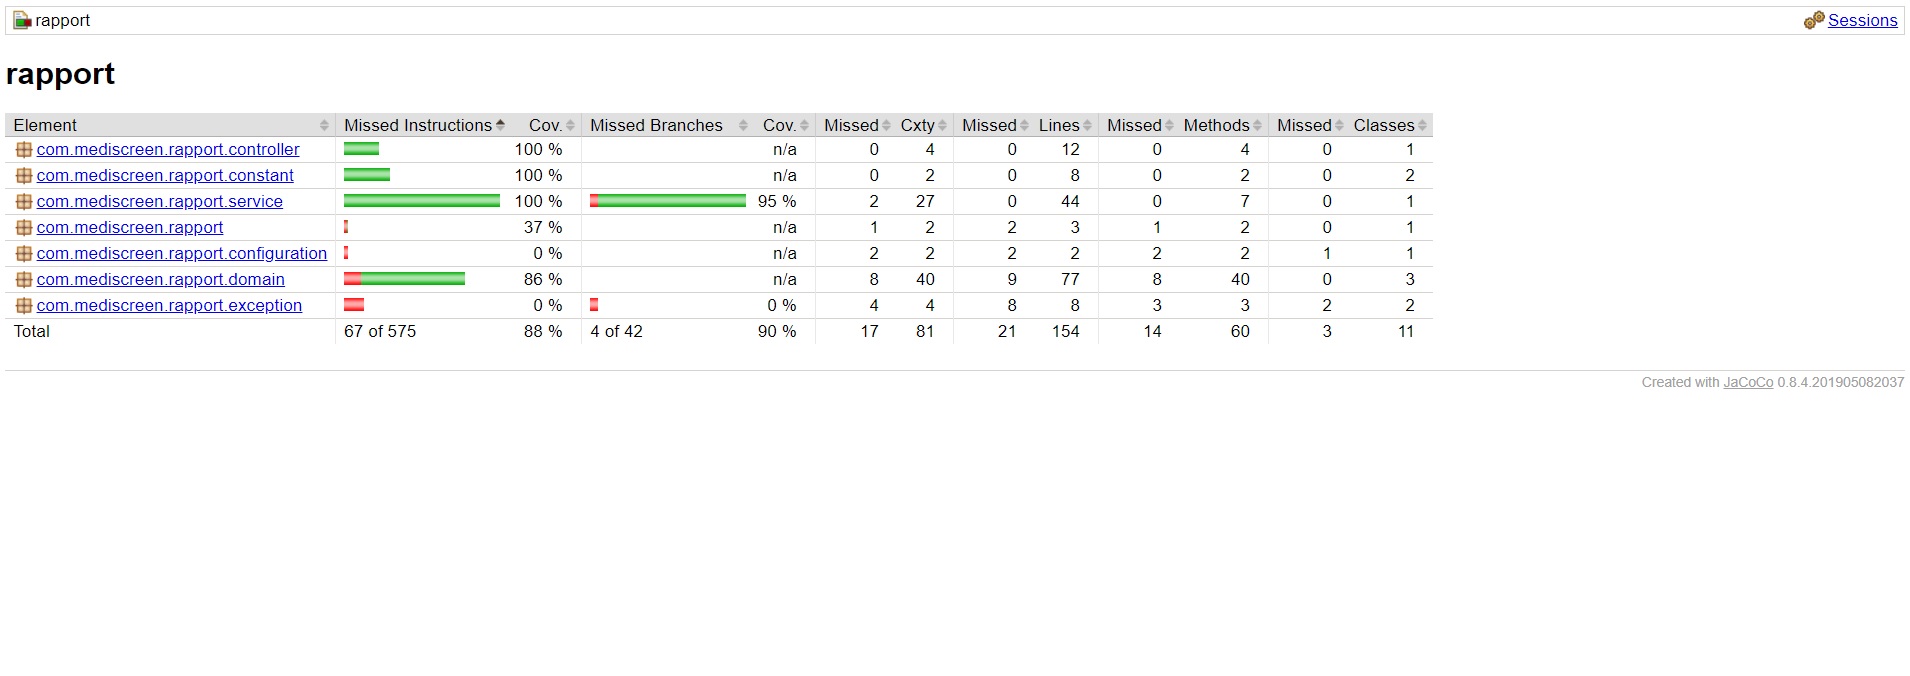 rapport Sessions
rapport
Element Missed Instructions Cov. Missed Branches Cov. Missed Cxty Missed Lines Missed Methods Missed Classes
com.mediscreen.rapport.controller 100 % n/a 0 4 0 12 0 4 0 1
com.mediscreen.rapport.constant 100 % n/a 0 2 0 8 0 2 0 2
com.mediscreen.rapport.service 100 % 95 % 2 27 0 44 0 7 0 1
com.mediscreen.rapport 37 % n/a 1 2 2 3 1 2 0 1
com.mediscreen.rapport.configuration 0 % n/a 2 2 2 2 2 2 1 1
com.mediscreen.rapport.domain 86 % n/a 8 40 9 77 8 40 0 3
com.mediscreen.rapport.exception 0 % 0 % 4 4 8 8 3 3 2 2
Total 67 of 575 88 % 4 of 42 90 % 17 81 21 154 14 60 3 11
Created with JaCoCo 0.8.4.201905082037